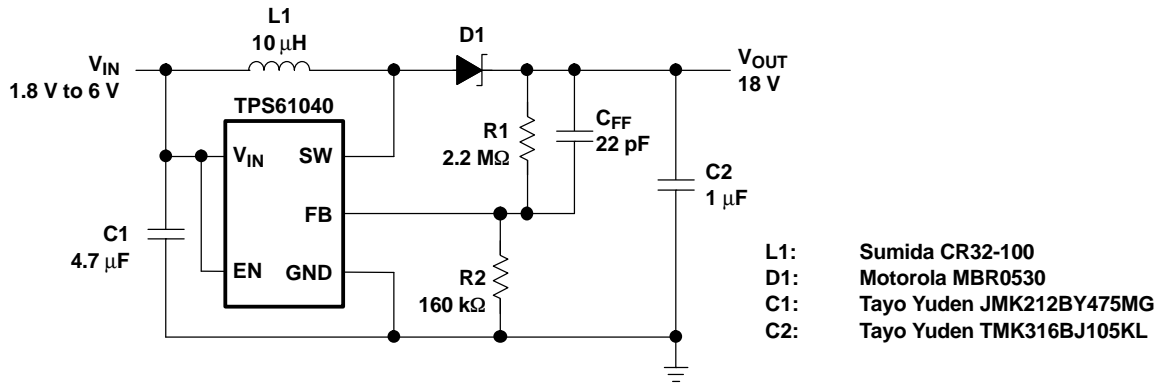 L1
10 μH
D1
VIN
1.8 V to 6 V
VOUT
18 V
TPS61040
VIN
SW
FB
EN
GND
C1
4.7 μF
R1
2.2 MΩ
CFF
22 pF
C2
1 μF
R2
160 kΩ
L1: Sumida CR32-100
D1: Motorola MBR0530
C1: Tayo Yuden JMK212BY475MG
C2: Tayo Yuden TMK316BJ105KL